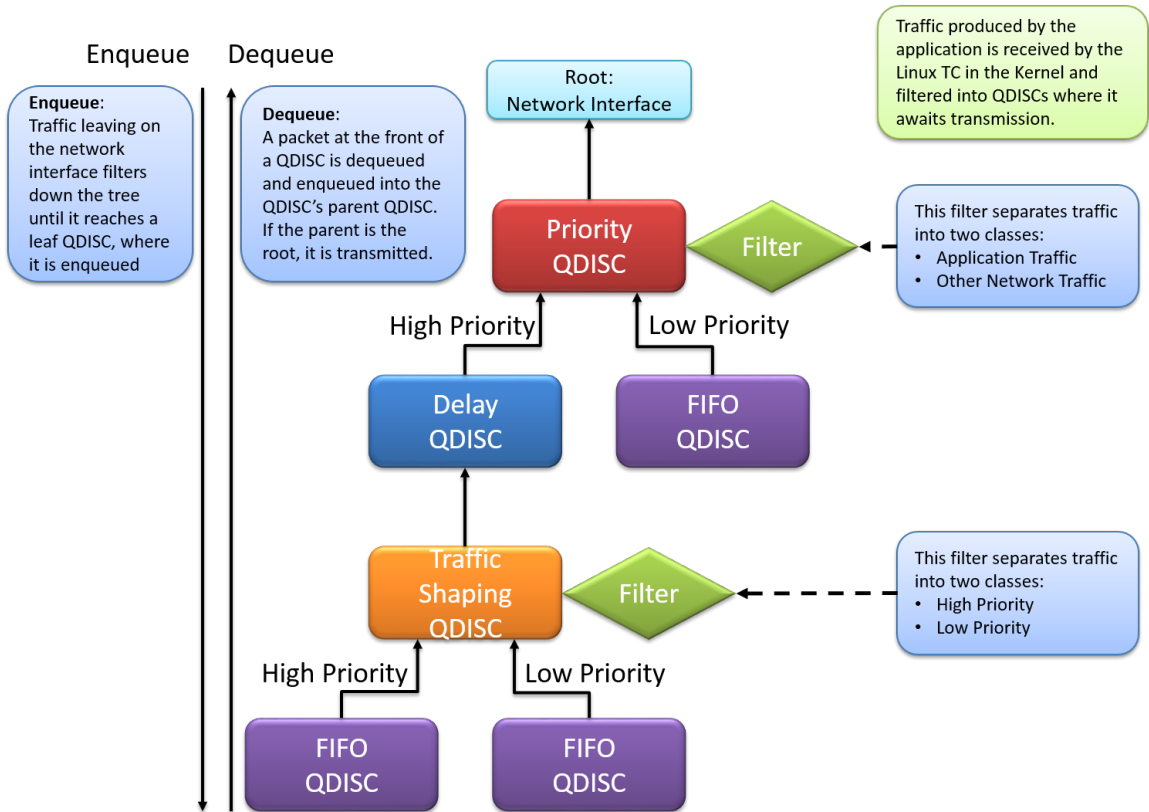 Enqueue
Dequeue
Enqueue:
Traffic leaving on
the network
interface filters
down the tree
until it reaches a
leaf QDISC, where
it is enqueued
Dequeue:
A packet at the front of
a QDISC is dequeued
and enqueued into the
QDISC’s parent QDISC.
If the parent is the
root, it is transmitted.
Root:
Network Interface
Traffic produced by the
application is received by the
Linux TC in the Kernel and
filtered into QDISCs where it
awaits transmission.
Priority
QDISC
Filter
This filter separates traffic
into two classes:
• Application Traffic
• Other Network Traffic
High Priority
Low Priority
Delay
QDISC
FIFO
QDISC
Traffic
Shaping
QDISC
Filter
This filter separates traffic
into two classes:
• High Priority
• Low Priority
High Priority
Low Priority
FIFO
QDISC
FIFO
QDISC